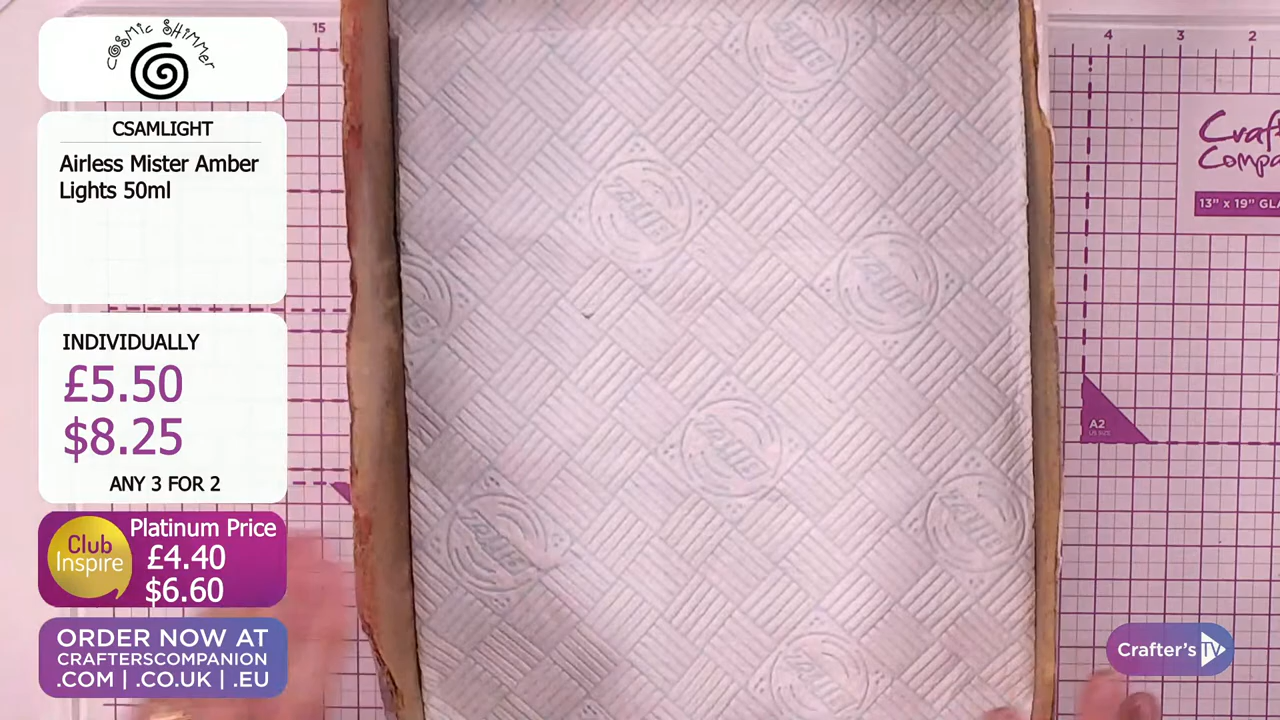 COSMIC SHIMMER
CSAMLIGHT
Airless Mister Amber
Lights 50ml
INDIVIDUALLY
£5.50
$8.25
ANY 3 FOR 2
Club
Inspire
Platinum Price
£4.40
$6.60
ORDER NOW AT
CRAFTERSCOMPANION
.COM | .CO.UK | .EU
15
4 3 2
13" x 19" GLA
A2
Crafter's TV